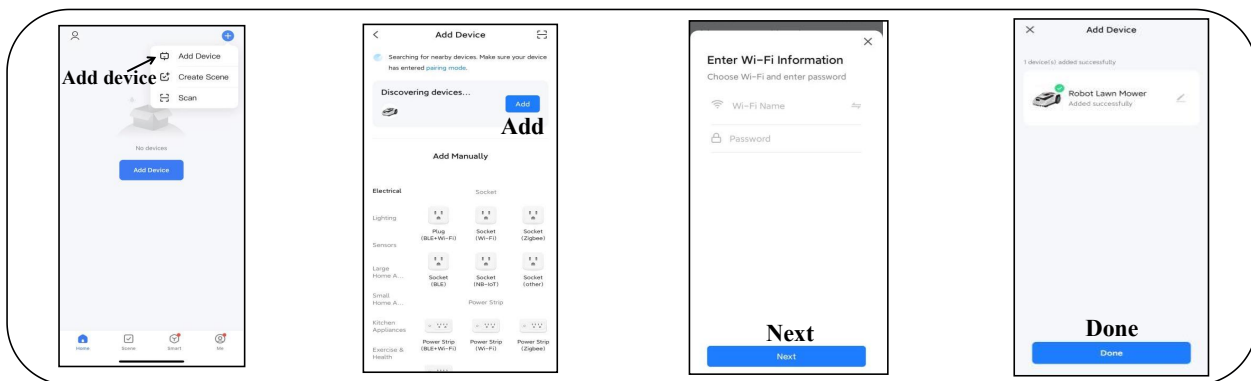 Add Device
Create Scene
Scan
Add device
No devices
Add Device
Home
Scene
Smart
Me
Add Device
Searching for nearby devices. Make sure your device
has entered pairing mode.
Discovering devices...
Add
Add
Add Manually
Electrical
Socket
Lighting
Sensors
Large
Home A...
Small
Home A...
Kitchen
Appliances
Exercise &
Health
Plug
(BLE+Wi-Fi)
Socket
(Wi-Fi)
Socket
(Zigbee)
Socket
(BLE)
Socket
(NB-IoT)
Socket
(other)
Power Strip
Power Strip
(BLE+Wi-Fi)
Power Strip
(Wi-Fi)
Power Strip
(Zigbee)
Enter Wi-Fi Information
Choose Wi-Fi and enter password
Wi-Fi Name
Password
Next
Next
Add Device
1 device(s) added successfully
Robot Lawn Mower
Added successfully
Done
Done